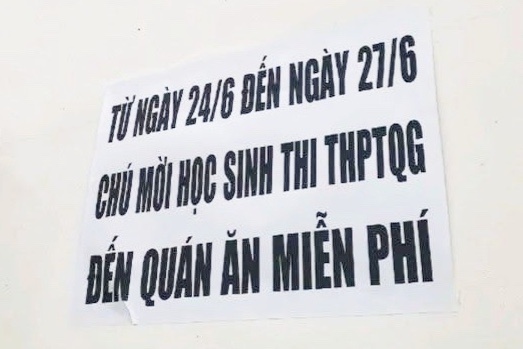 TỪ NGÀY 24/6 ĐẾN NGÀY 27/6
CHÚ MỜI HỌC SINH THI THPTQG
ĐẾN QUÁN ĂN MIỄN PHÍ